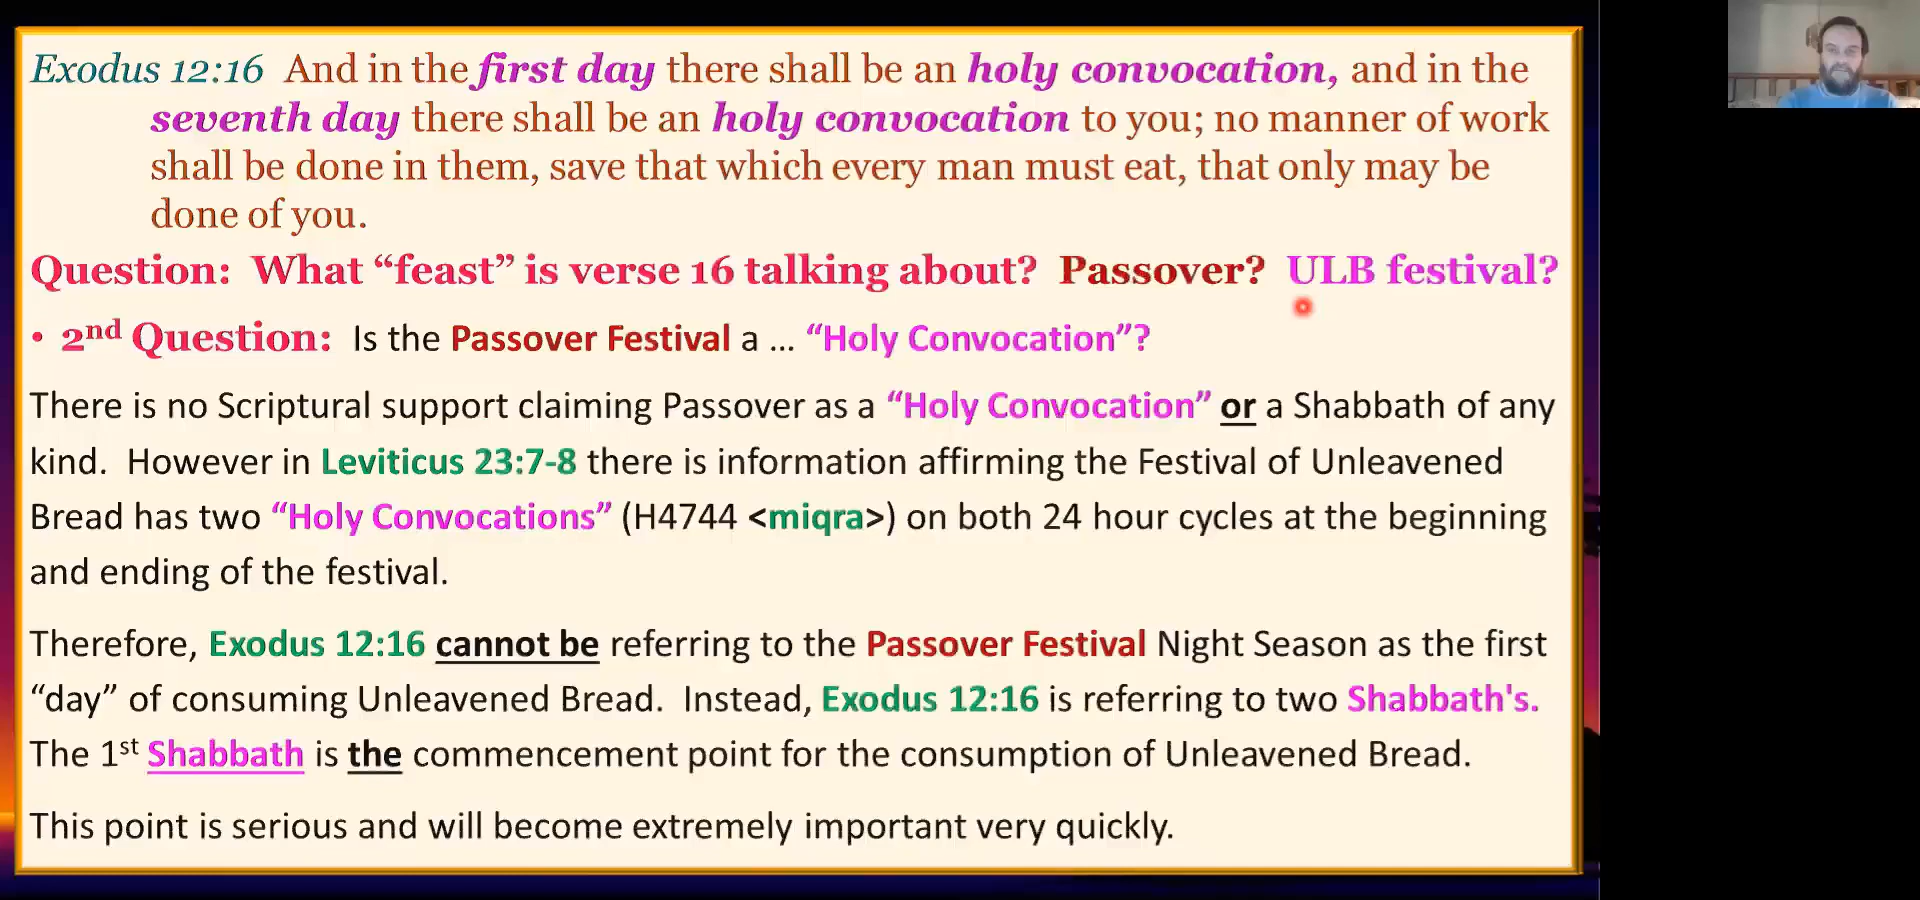 Exodus 12:16 And in the first day there shall be an holy convocation, and in the
seventh day there shall be an holy convocation to you; no manner of work
shall be done in them, save that which every man must eat, that only may be
done of you.
Question: What “feast” is verse 16 talking about? Passover? ULB festival?
• 2nd Question: Is the Passover Festival a ... “Holy Convocation”?
There is no Scriptural support claiming Passover as a “Holy Convocation” or a Shabbath of any
kind. However in Leviticus 23:7-8 there is information affirming the Festival of Unleavened
Bread has two “Holy Convocations” (H4744 <miqra>) on both 24 hour cycles at the beginning
and ending of the festival.
Therefore, Exodus 12:16 cannot be referring to the Passover Festival Night Season as the first
“day” of consuming Unleavened Bread. Instead, Exodus 12:16 is referring to two Shabbath's.
The 1st Shabbath is the commencement point for the consumption of Unleavened Bread.
This point is serious and will become extremely important very quickly.